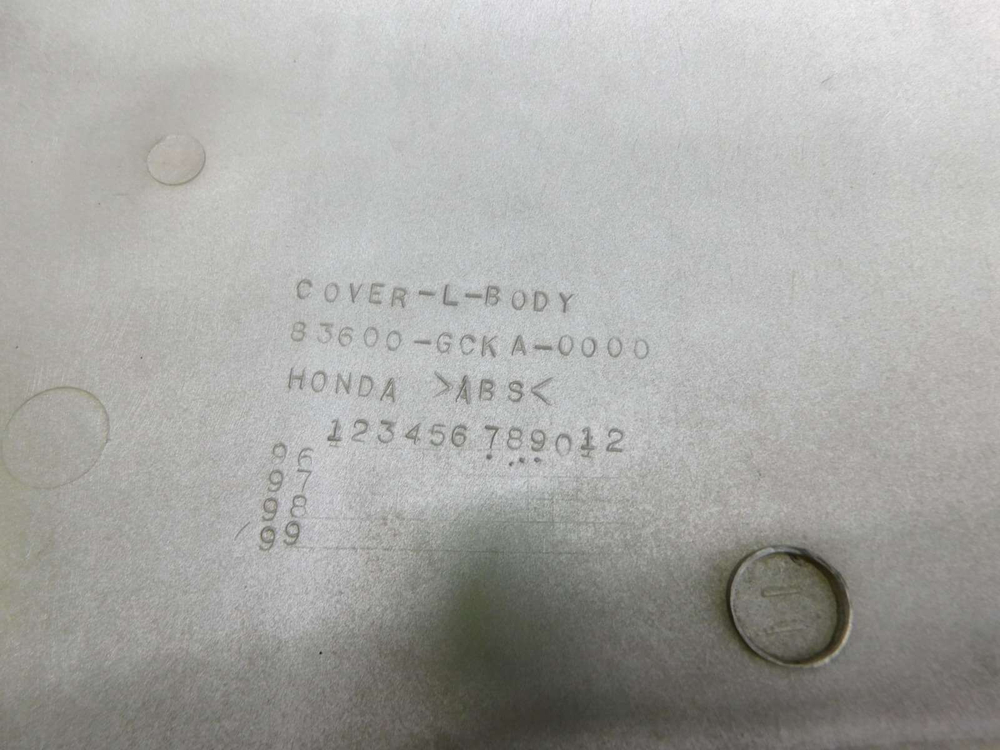 COVER-L-BODY
83600-GCKA-0000
HONDA >ABS<
123456789012
96
97
98
99